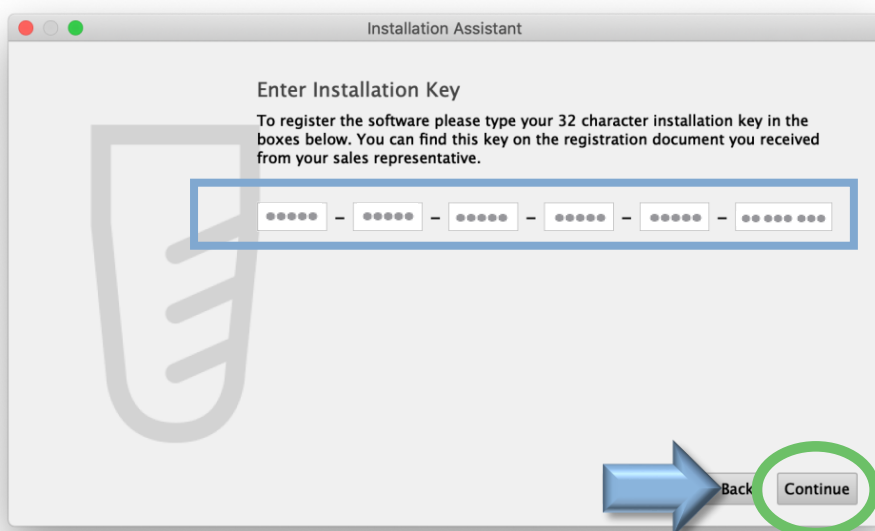 Installation Assistant
Enter Installation Key
To register the software please type your 32 character installation key in the
boxes below. You can find this key on the registration document you received
from your sales representative.
– – – – –
Back Continue